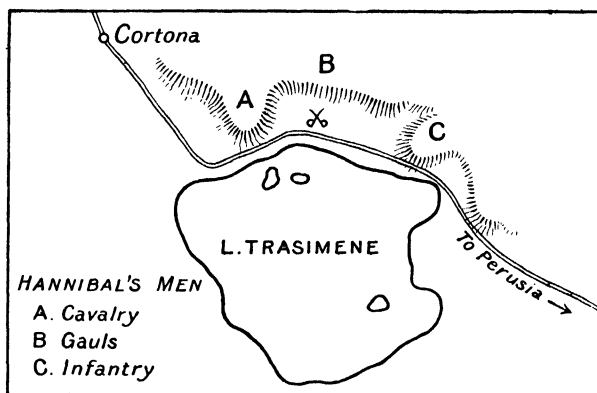 Cortona
B
A
C
L. TRASIMENE
To Perusia →
HANNIBAL'S MEN
A. Cavalry
B Gauls
C. Infantry